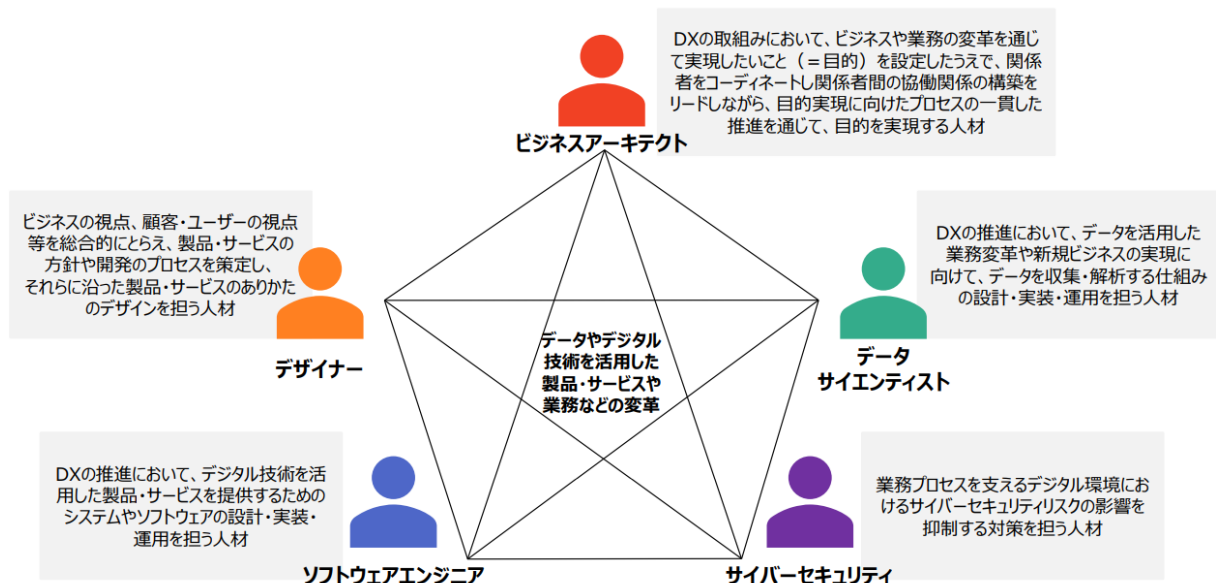 DXの取組みにおいて、ビジネスや業務の変革を通じ
て実現したいこと（＝目的）を設定したうえで、関係
者をコーディネートし関係者間の協働関係の構築を
リードしながら、目的実現に向けたプロセスの一貫した
推進を通じて、目的を実現する人材
ビジネスアーキテクト
ビジネスの視点、顧客・ユーザーの視点
等を総合的にとらえ、製品・サービスの
方針や開発のプロセスを策定し、
それらに沿った製品・サービスのありかた
のデザインを担う人材
デザイナー
DXの推進において、データを活用した
業務変革や新規ビジネスの実現に
向けて、データを収集・解析する仕組み
の設計・実装・運用を担う人材
データ
サイエンティスト
データやデジタル
技術を活用した
製品・サービスや
業務などの変革
DXの推進において、デジタル技術を活
用した製品・サービスを提供するための
システムやソフトウェアの設計・実装・
運用を担う人材
ソフトウェアエンジニア
業務プロセスを支えるデジタル環境にお
けるサイバーセキュリティリスクの影響を
抑制する対策を担う人材
サイバーセキュリティ